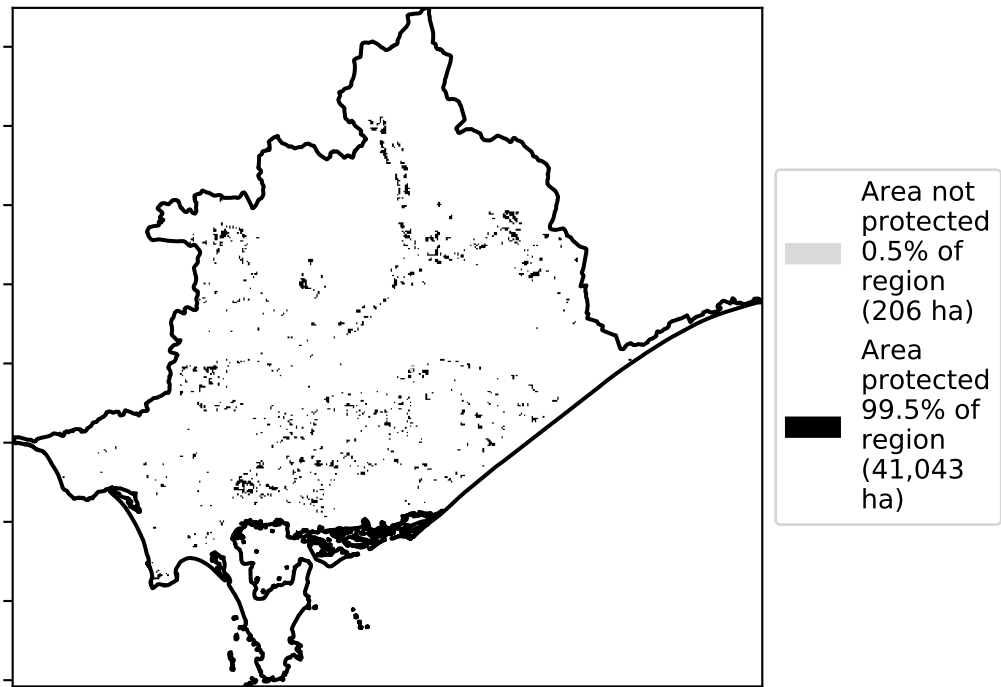 Area not
protected
0.5% of
region
(206 ha)
Area
protected
99.5% of
region
(41,043
ha)